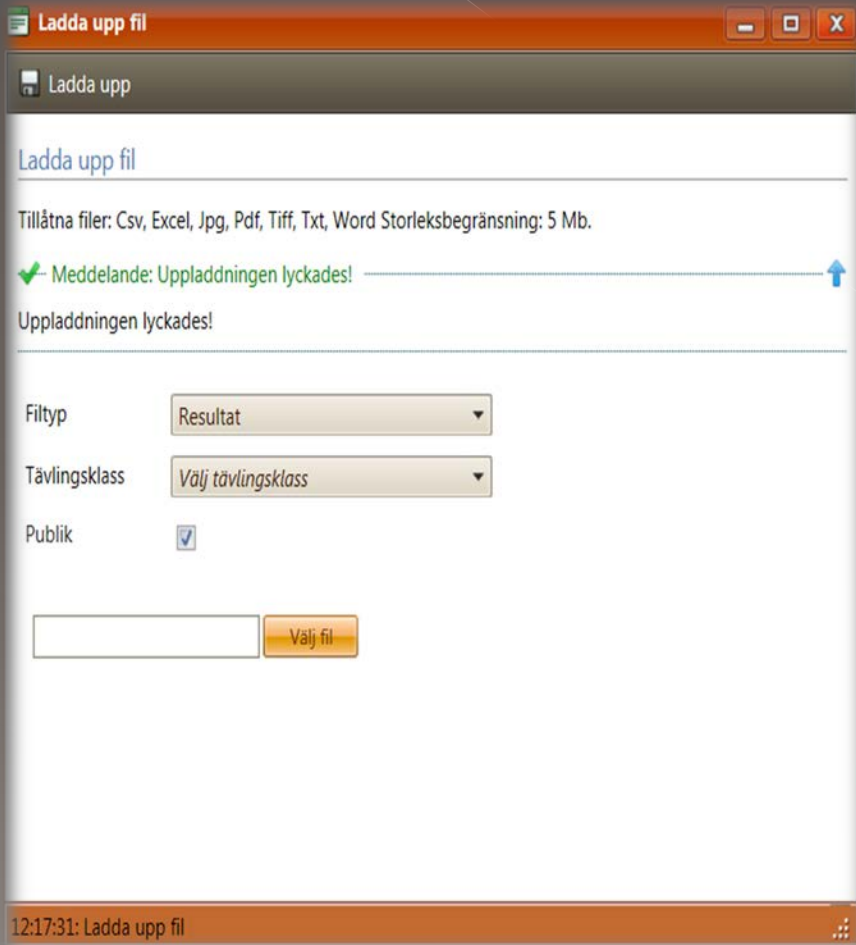 Ladda upp fil
Ladda upp
Ladda upp fil
Tillåtna filer: Csv, Excel, Jpg, Pdf, Tiff, Txt, Word Storleksbegränsning: 5 Mb.
Meddelande: Uppladdningen lyckades!
Uppladdningen lyckades!
Filtyp Resultat
Tävlingsklass Välj tävlingsklass
Publik
Välj fil
12:17:31: Ladda upp fil